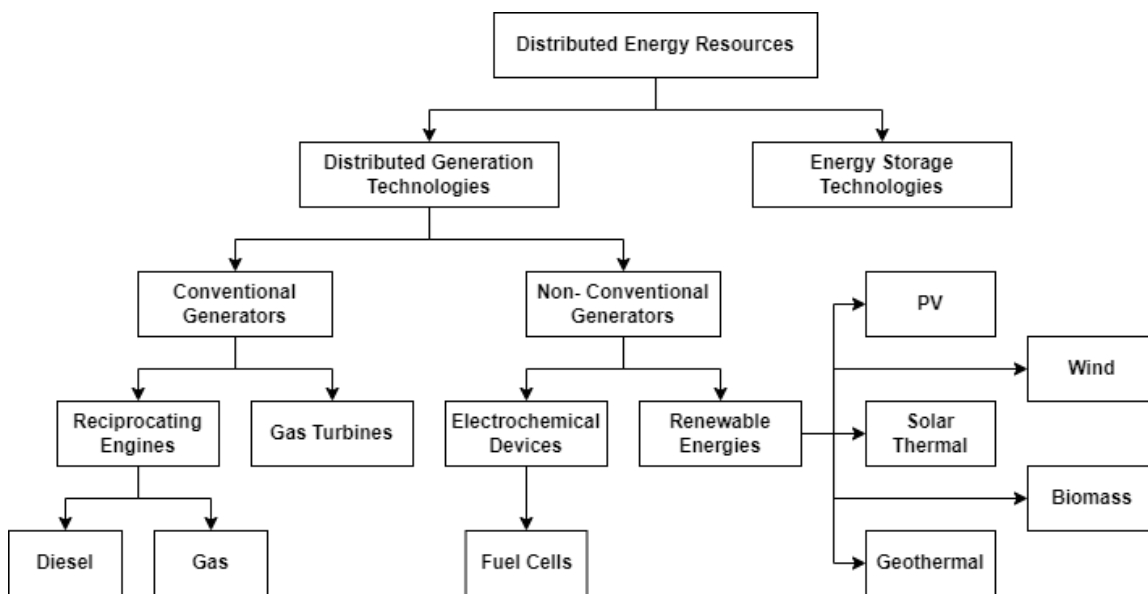 Distributed Energy Resources
Distributed Generation
Technologies
Energy Storage
Technologies
Conventional
Generators
Non- Conventional
Generators
PV
Wind
Reciprocating
Engines
Gas Turbines
Electrochemical
Devices
Renewable
Energies
Solar
Thermal
Biomass
Diesel
Gas
Fuel Cells
Geothermal